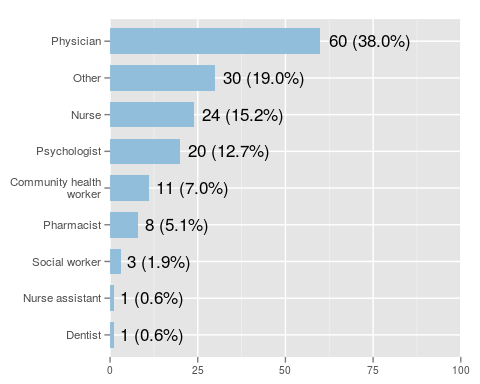 Physician 60 (38.0%)
Other 30 (19.0%)
Nurse 24 (15.2%)
Psychologist 20 (12.7%)
Community health
worker 11 (7.0%)
Pharmacist 8 (5.1%)
Social worker 3 (1.9%)
Nurse assistant 1 (0.6%)
Dentist 1 (0.6%)
0 25 50 75 100